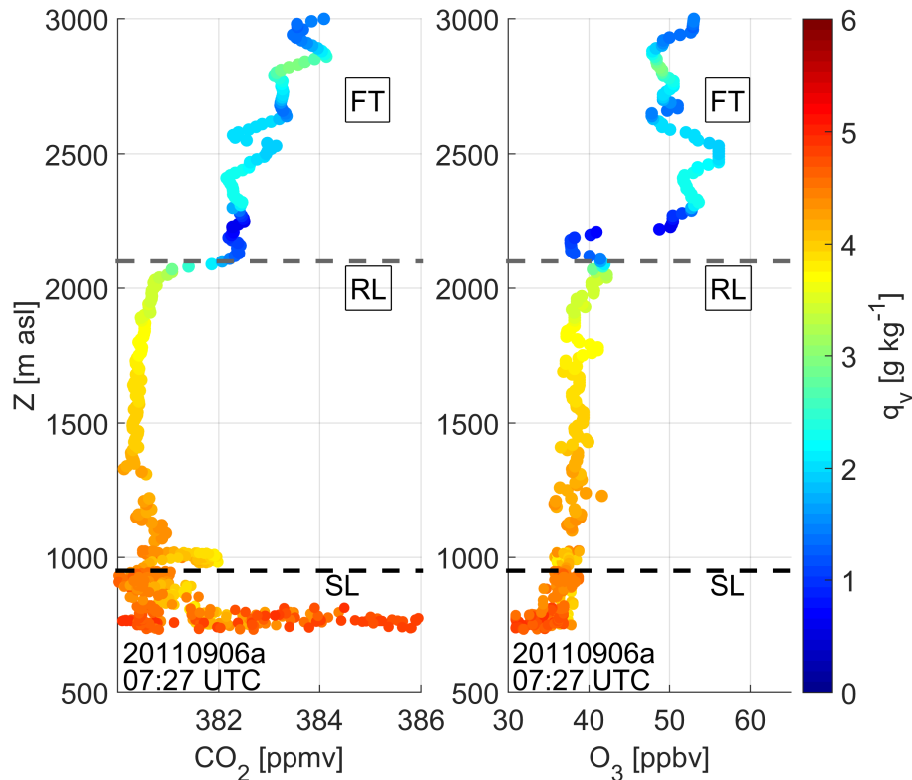 3000
2500
2000
1500
1000
500
Z [m asl]
FT
RL
SL
20110906a
07:27 UTC
382
384
386
CO₂ [ppmv]
3000
2500
2000
1500
1000
500
FT
RL
SL
20110906a
07:27 UTC
30
40
50
60
O₃ [ppbv]
6
5
4
3
2
1
0
qᵥ [g kg⁻¹]